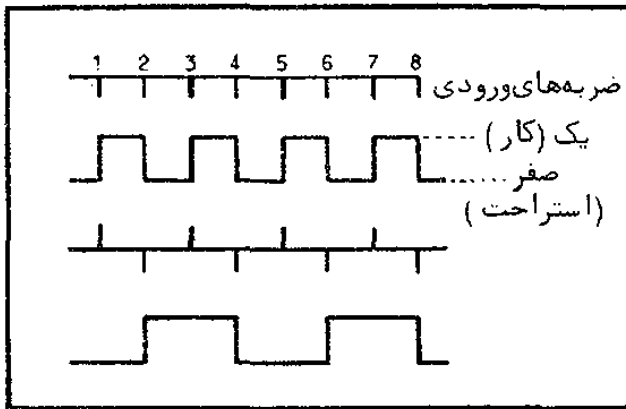 1 2 3 4 5 6 7 8
ضربه‌های‌ورودی
یک (کار)
صفر
(استراحت)